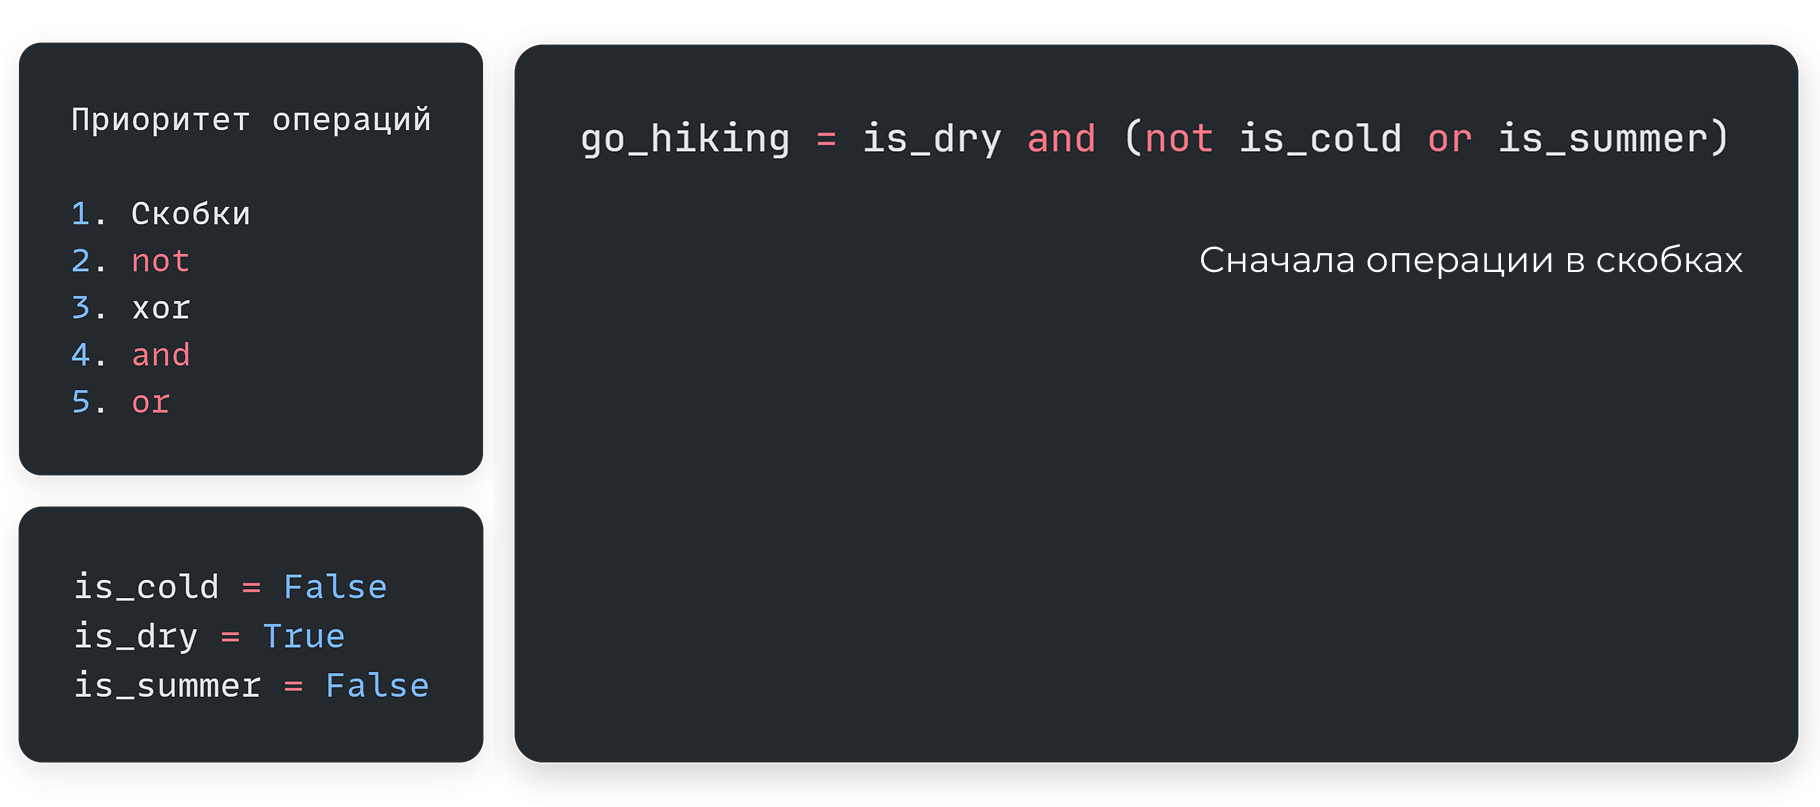 Приоритет операций
1. Скобки
2. not
3. xor
4. and
5. or
is_cold = False
is_dry = True
is_summer = False
go_hiking = is_dry and (not is_cold or is_summer)
Сначала операции в скобках